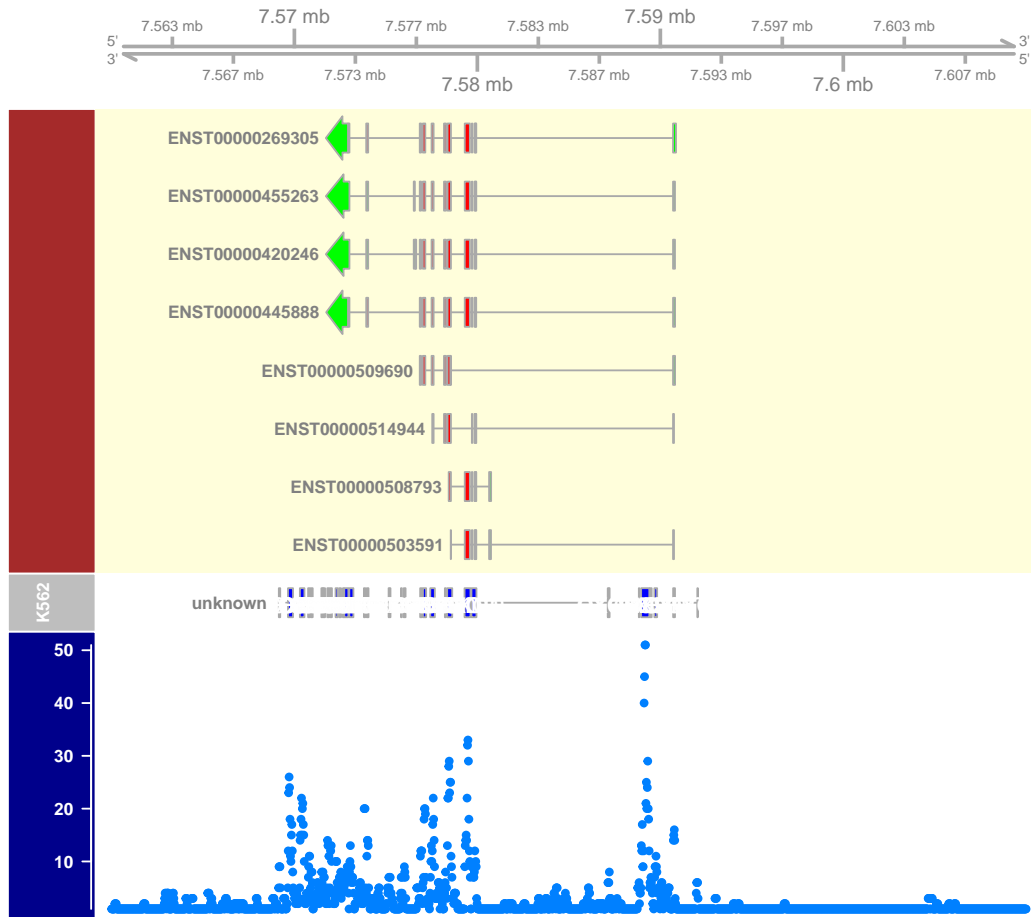 7.57 mb 7.59 mb
7.563 mb 7.577 mb 7.583 mb 7.597 mb 7.603 mb
5' 3'
3' 5'
7.567 mb 7.573 mb 7.587 mb 7.593 mb 7.607 mb
7.58 mb 7.6 mb
ENST00000269305
ENST00000455263
ENST00000420246
ENST00000445888
ENST00000509690
ENST00000514944
ENST00000508793
ENST00000503591
K562
unknown
50
40
30
20
10